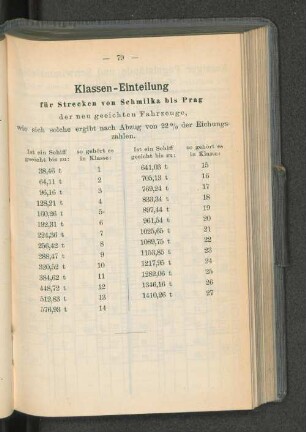 — 79 —
Klassen-Einteilung
für Strecken von Schmilka bis Prag
der neu geeichten Fahrzeuge,
wie sich solche ergibt nach Abzug von 22 % der Eichungs-
zahlen.
Ist ein Schiff geeicht bis zu: so gehört es in Klasse:
38,46 t 1
64,11 t 2
96,16 t 3
128,21 t 4
160,26 t 5
192,31 t 6
224,36 t 7
256,42 t 8
288,47 t 9
320,52 t 10
384,62 t 11
448,72 t 12
512,83 t 13
576,93 t 14
Ist ein Schiff geeicht bis zu: so gehört es in Klasse:
641,03 t 15
705,13 t 16
769,24 t 17
833,34 t 18
897,44 t 19
961,54 t 20
1025,65 t 21
1089,75 t 22
1153,85 t 23
1217,95 t 24
1282,06 t 25
1346,16 t 26
1410,26 t 27